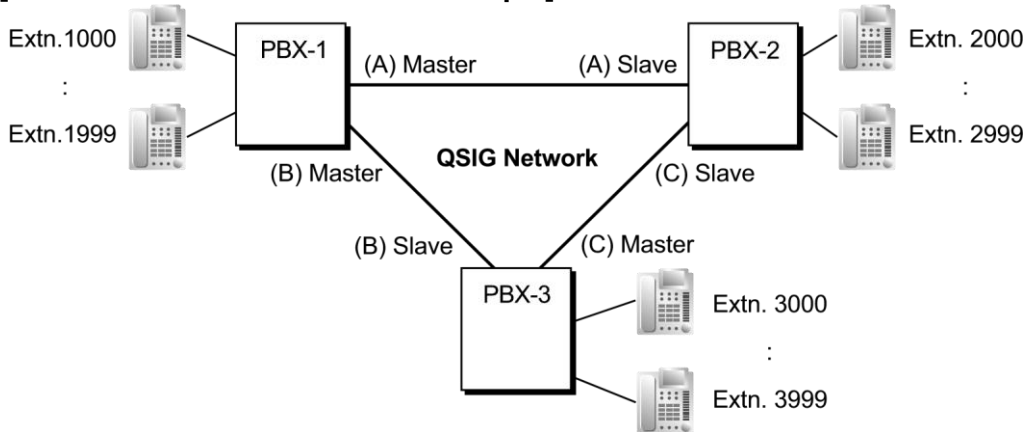 Extn.1000
PBX-1
(A) Master
(A) Slave
PBX-2
Extn. 2000
:
:
Extn.1999
Extn. 2999
QSIG Network
(B) Master
(C) Slave
(B) Slave
(C) Master
PBX-3
Extn. 3000
:
Extn. 3999